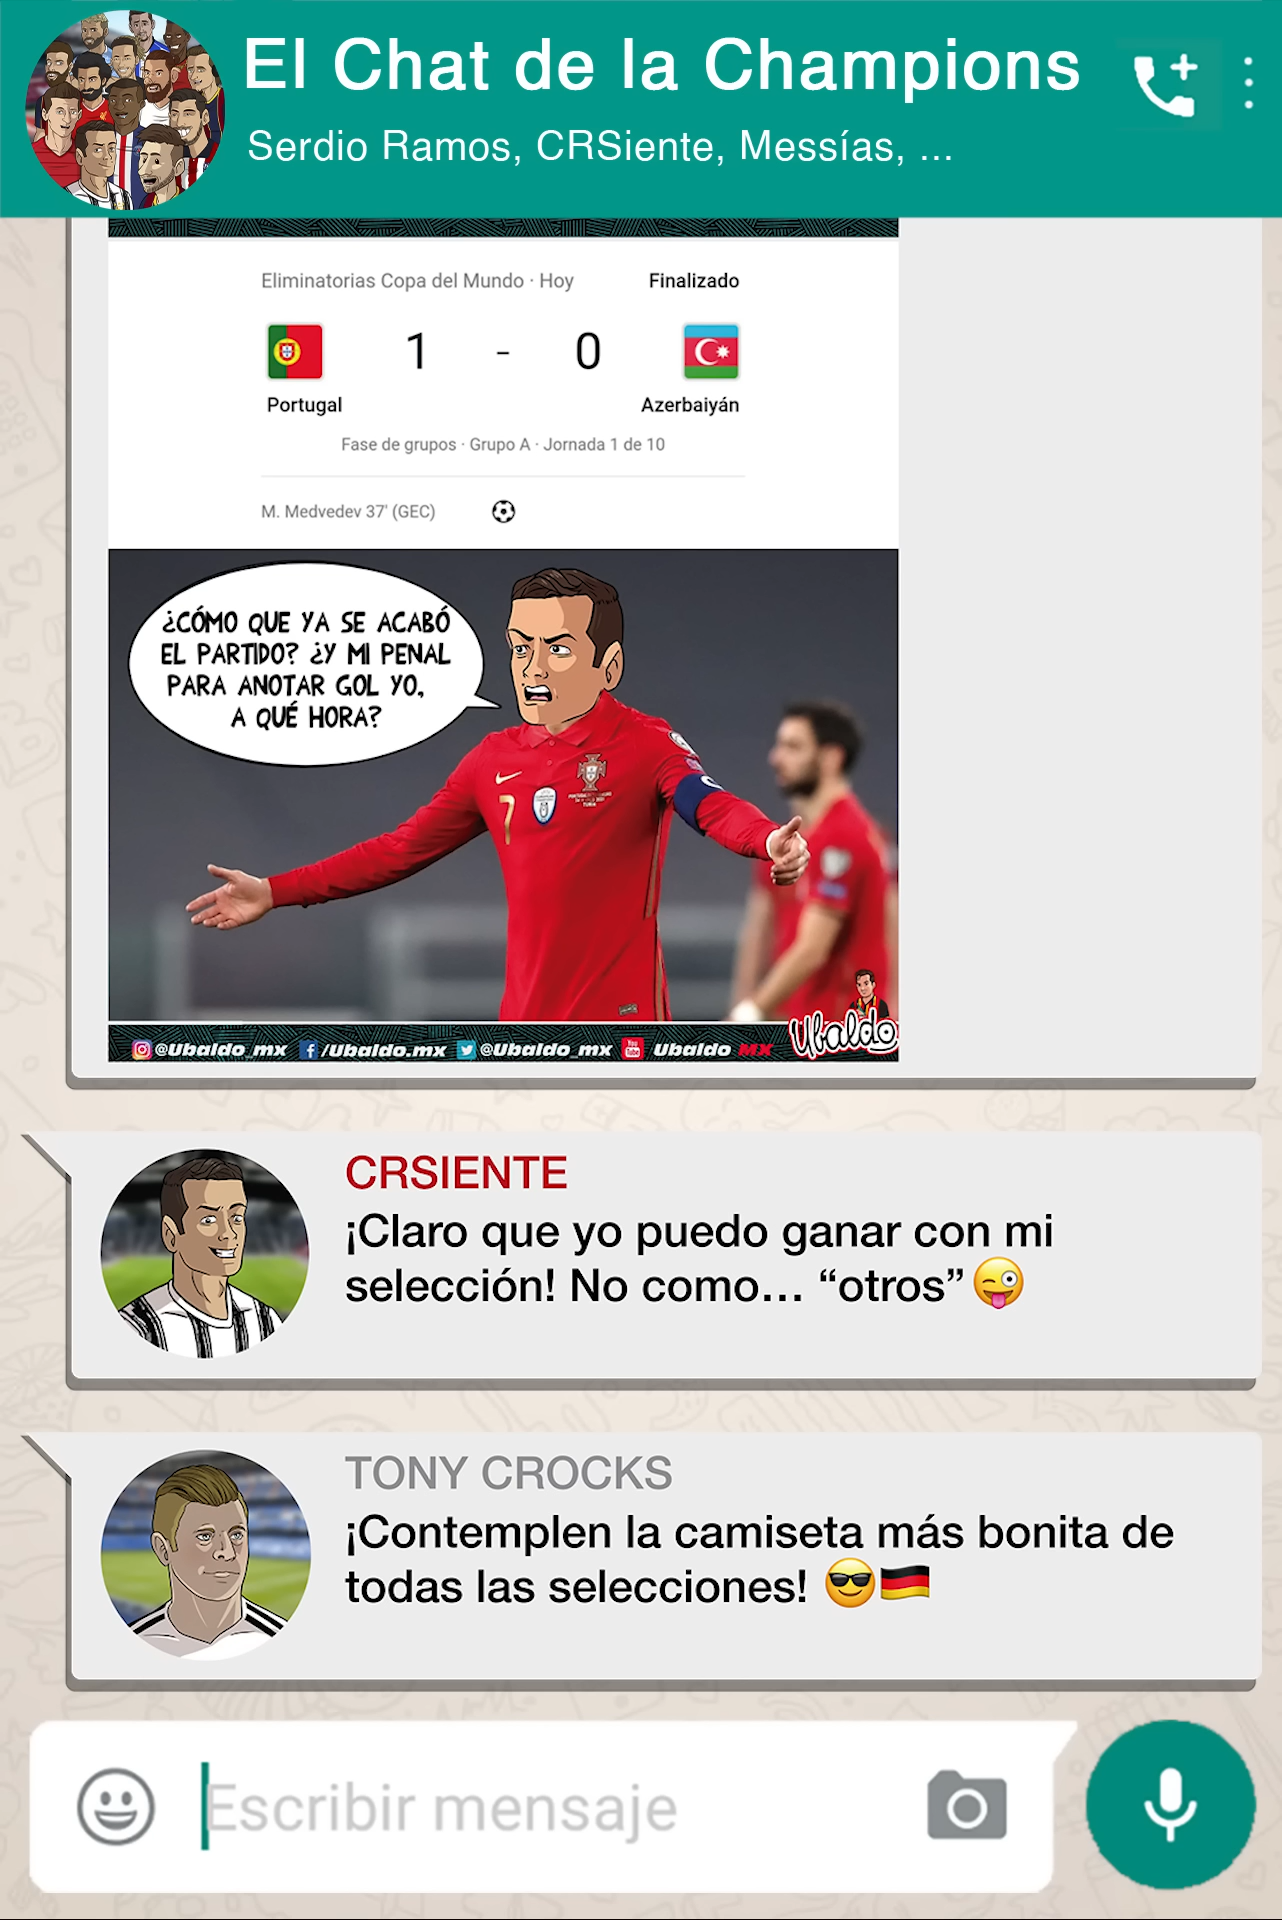 El Chat de la Champions
Serdio Ramos, CRSiente, Messías, ...
Eliminatorias Copa del Mundo · Hoy Finalizado
1 - 0
Portugal Azerbaiyán
Fase de grupos · Grupo A · Jornada 1 de 10
M. Medvedev 37' (GEC)
¿CÓMO QUE YA SE ACABÓ
EL PARTIDO? ¿Y MI PENAL
PARA ANOTAR GOL YO,
A QUÉ HORA?
7
@Ubaldo_mx /Ubaldo.mx @Ubaldo_mx You Tube Ubaldo MX Ubaldo
CRSIENTE
¡Claro que yo puedo ganar con mi
selección! No como... “otros” 😜
TONY CROCKS
¡Contemplen la camiseta más bonita de
todas las selecciones! 😎🇩🇪
Escribir mensaje